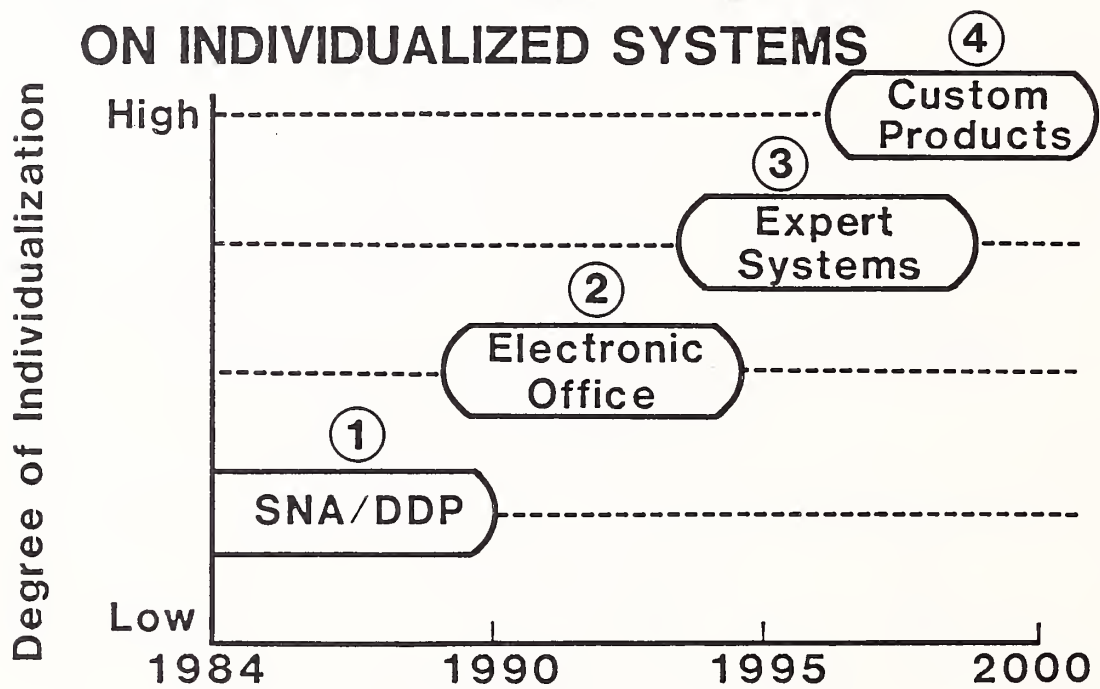 ON INDIVIDUALIZED SYSTEMS
4
Custom
Products
High
3
Expert
Systems
2
Electronic
Office
1
SNA/DDP
Low
1984 1990 1995 2000
Degree of Individualization